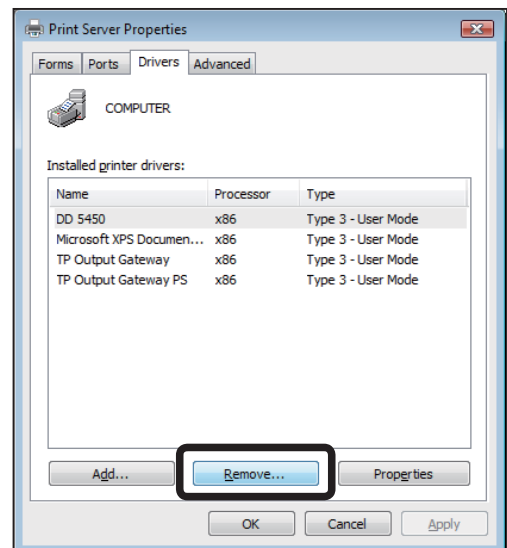 Print Server Properties
Forms Ports Drivers Advanced
COMPUTER
Installed printer drivers:
Name Processor Type
DD 5450 x86 Type 3 - User Mode
Microsoft XPS Documen... x86 Type 3 - User Mode
TP Output Gateway x86 Type 3 - User Mode
TP Output Gateway PS x86 Type 3 - User Mode
Add... Remove... Properties
OK Cancel Apply